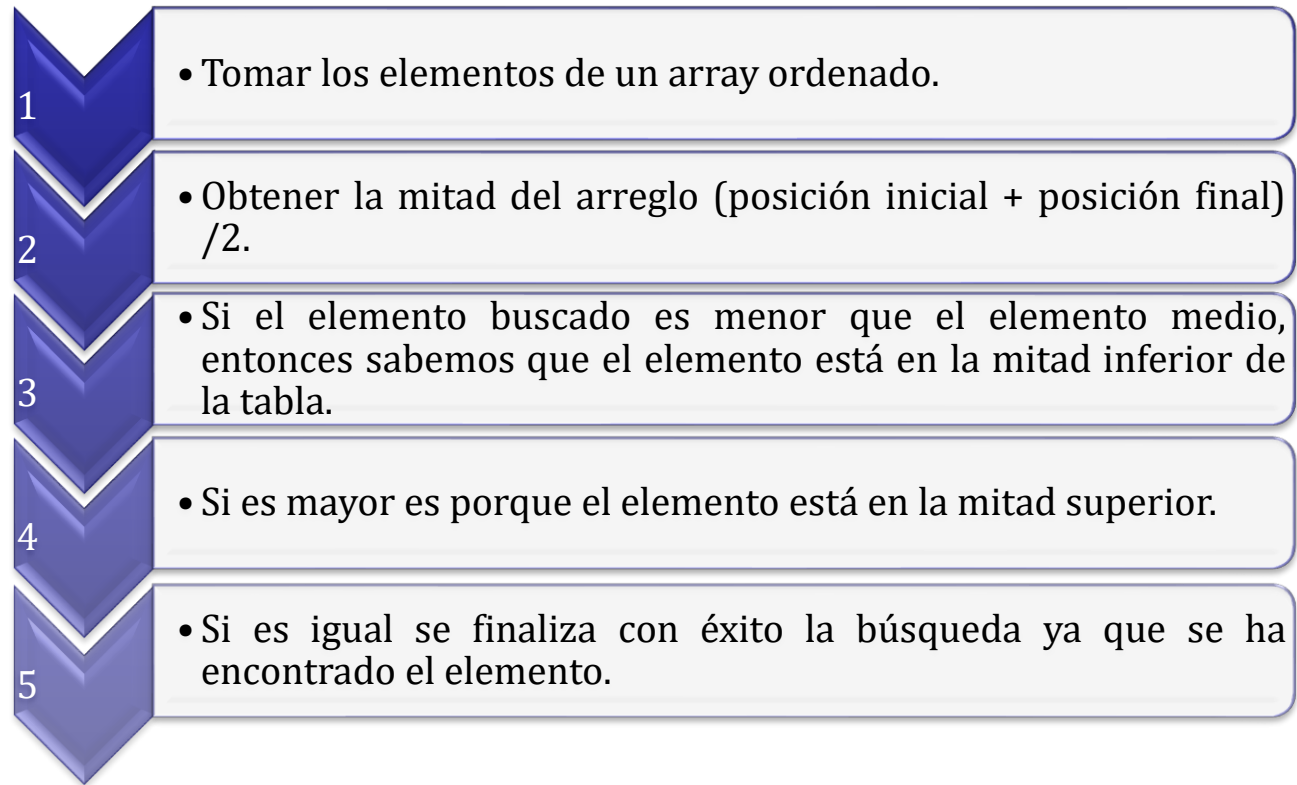 1
• Tomar los elementos de un array ordenado.
2
• Obtener la mitad del arreglo (posición inicial + posición final)
/2.
3
• Si el elemento buscado es menor que el elemento medio,
entonces sabemos que el elemento está en la mitad inferior de
la tabla.
4
• Si es mayor es porque el elemento está en la mitad superior.
5
• Si es igual se finaliza con éxito la búsqueda ya que se ha
encontrado el elemento.